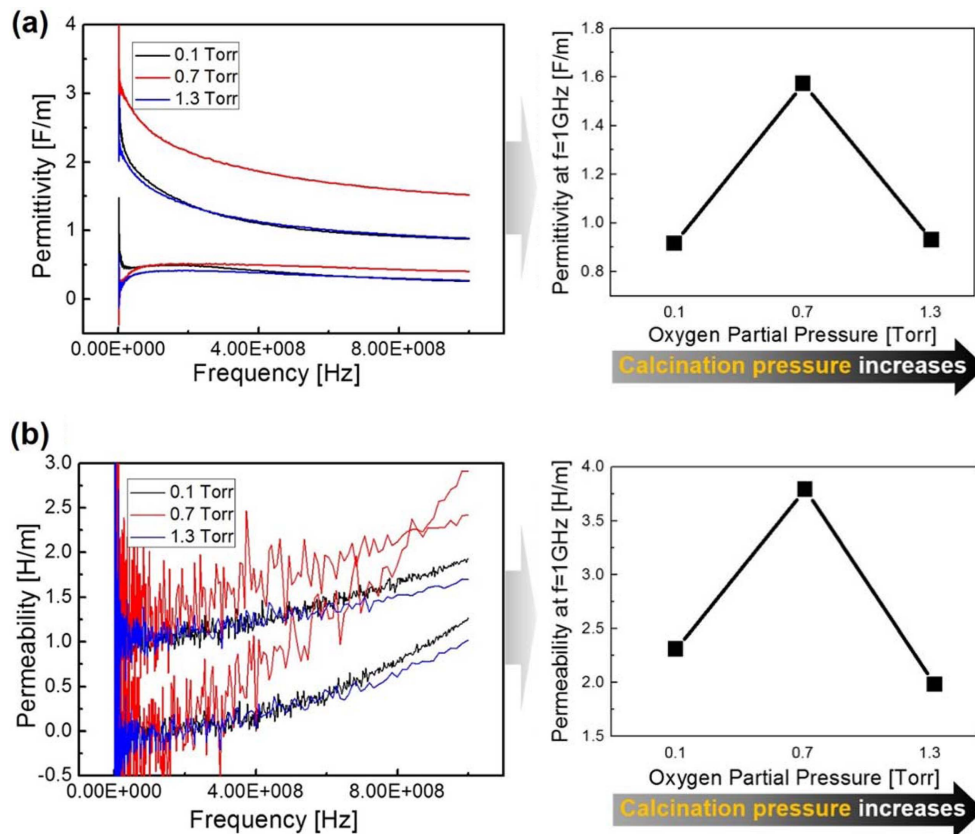 (a)
4
3
2
1
0
Permittivity [F/m]
0.1 Torr
0.7 Torr
1.3 Torr
0.00E+000 4.00E+008 8.00E+008
Frequency [Hz]
1.8
1.6
1.4
1.2
1.0
0.8
Permittivity at f=1GHz [F/m]
0.1 0.7 1.3
Oxygen Partial Pressure [Torr]
Calcination pressure increases
(b)
3.0
2.5
2.0
1.5
1.0
0.5
0.0
-0.5
Permeability [H/m]
0.1 Torr
0.7 Torr
1.3 Torr
0.00E+000 4.00E+008 8.00E+008
Frequency [Hz]
4.0
3.5
3.0
2.5
2.0
1.5
Permeability at f=1GHz [H/m]
0.1 0.7 1.3
Oxygen Partial Pressure [Torr]
Calcination pressure increases